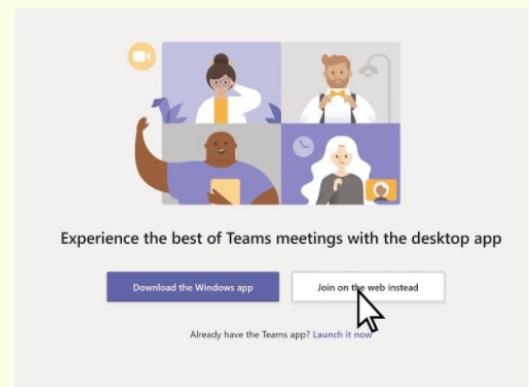 Experience the best of Teams meetings with the desktop app
Download the Windows app
Join on the web instead
Already have the Teams app? Launch it now